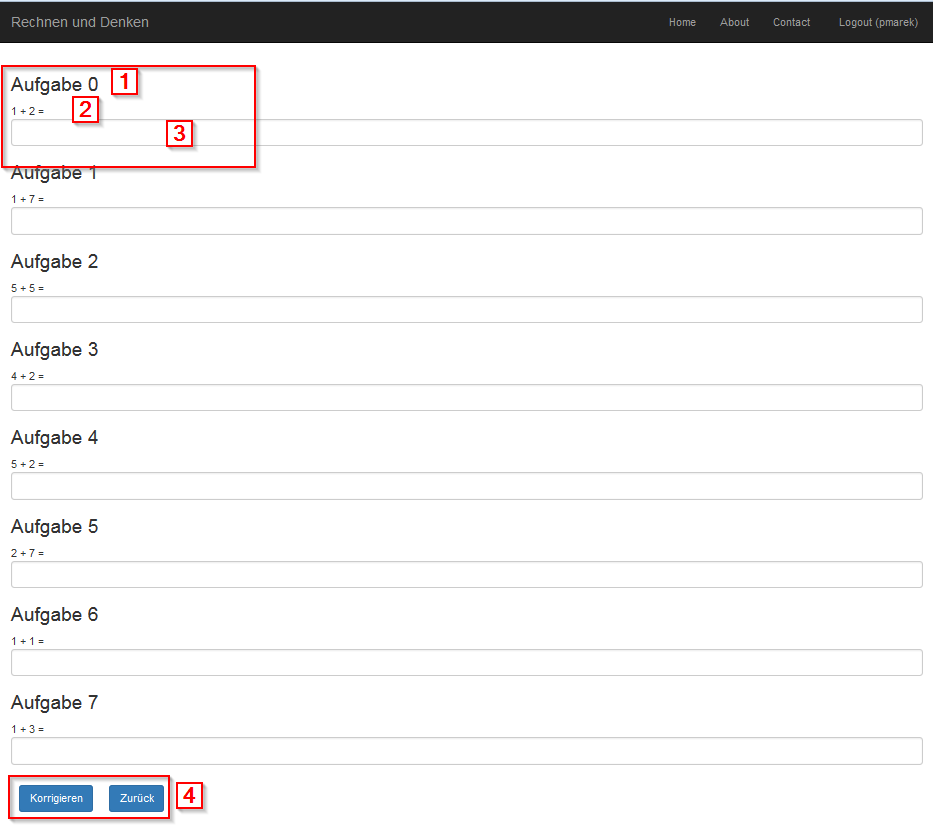 Rechnen und Denken Home About Contact Logout (pmarek)
Aufgabe 0 1
1 + 2 = 2
3
Aufgabe 1
1 + 7 =
Aufgabe 2
5 + 5 =
Aufgabe 3
4 + 2 =
Aufgabe 4
5 + 2 =
Aufgabe 5
2 + 7 =
Aufgabe 6
1 + 1 =
Aufgabe 7
1 + 3 =
Korrigieren Zurück 4